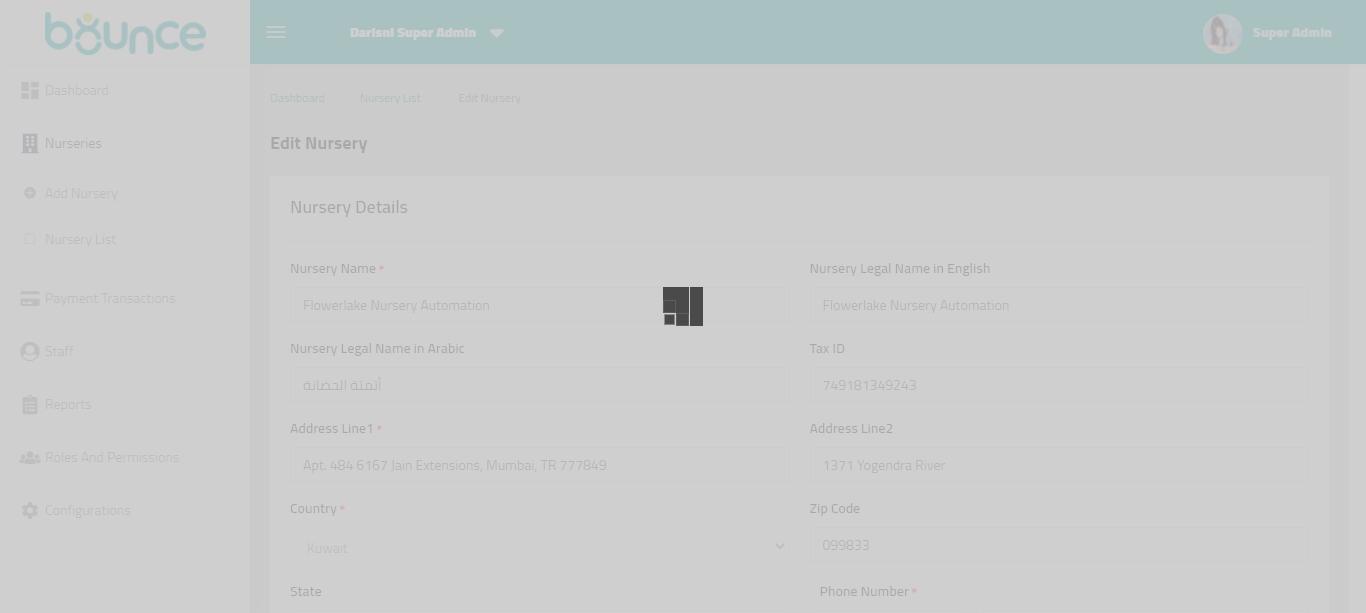 bounce
Darisni Super Admin
Super Admin
Dashboard
Nurseries
Add Nursery
Nursery List
Payment Transactions
Staff
Reports
Roles And Permissions
Configurations
Dashboard Nursery List Edit Nursery
Edit Nursery
Nursery Details
Nursery Name * Nursery Legal Name in English
Flowerlake Nursery Automation Flowerlake Nursery Automation
Nursery Legal Name in Arabic Tax ID
أتمتة الحضانة 749181349243
Address Line1 * Address Line2
Apt. 484 6167 Jain Extensions, Mumbai, TR 777849 1371 Yogendra River
Country * Zip Code
Kuwait 099833
State Phone Number *